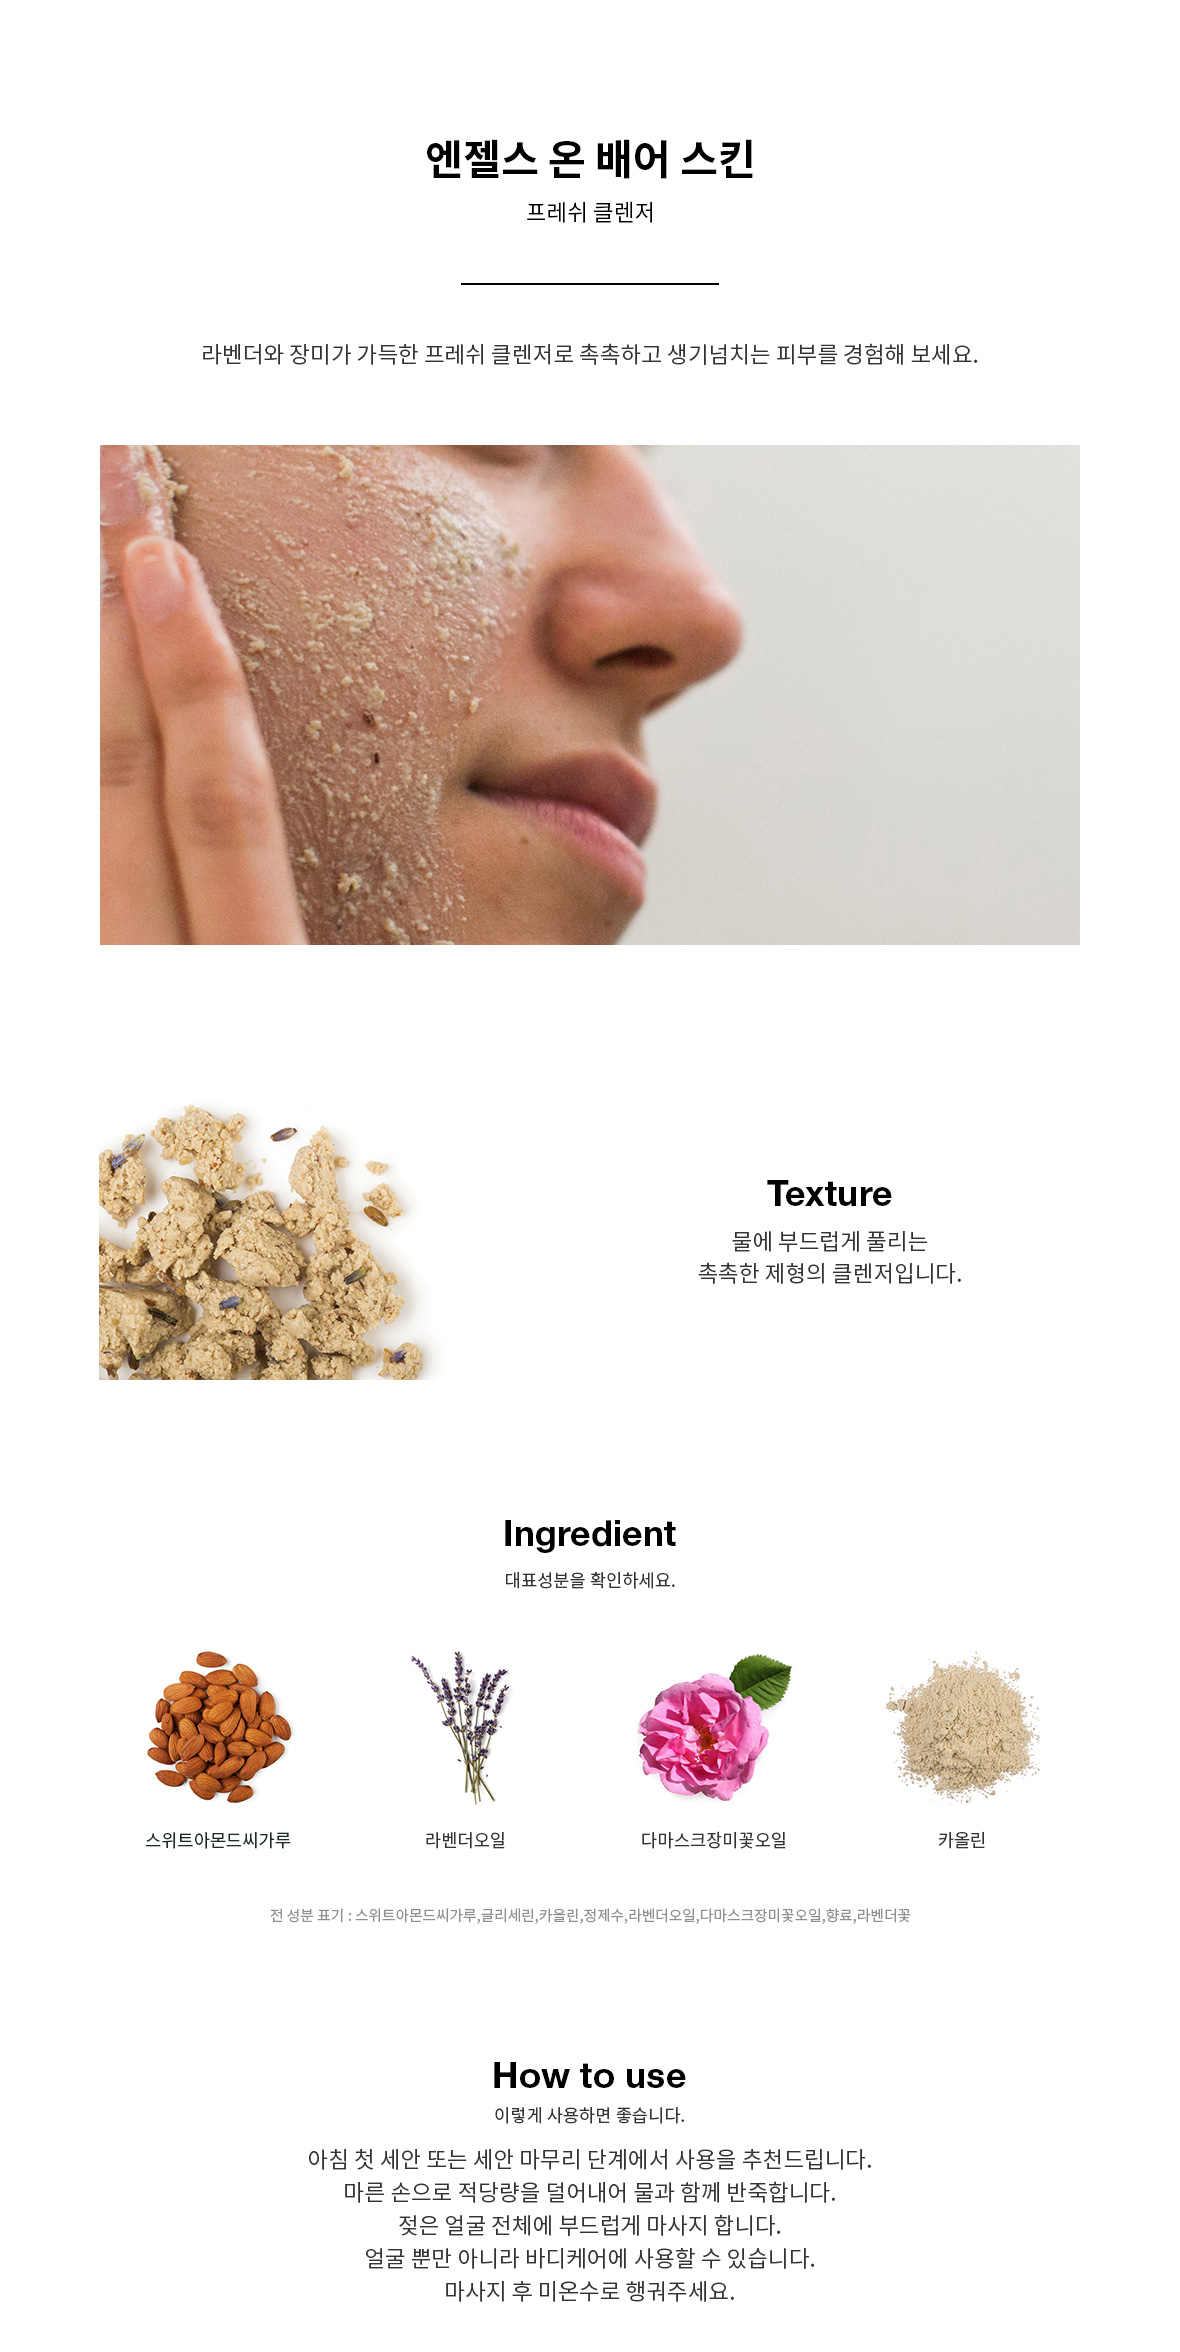 엔젤스 온 배어 스킨
프레쉬 클렌저
라벤더와 장미가 가득한 프레쉬 클렌저로 촉촉하고 생기넘치는 피부를 경험해 보세요.
Texture
물에 부드럽게 풀리는
촉촉한 제형의 클렌저입니다.
Ingredient
대표성분을 확인하세요.
스위트아몬드씨가루
라벤더오일
다마스크장미꽃오일
카올린
전 성분 표기 : 스위트아몬드씨가루,글리세린,카올린,정제수,라벤더오일,다마스크장미꽃오일,향료,라벤더꽃
How to use
이렇게 사용하면 좋습니다.
아침 첫 세안 또는 세안 마무리 단계에서 사용을 추천드립니다.
마른 손으로 적당량을 덜어내어 물과 함께 반죽합니다.
젖은 얼굴 전체에 부드럽게 마사지 합니다.
얼굴 뿐만 아니라 바디케어에 사용할 수 있습니다.
마사지 후 미온수로 행궈주세요.